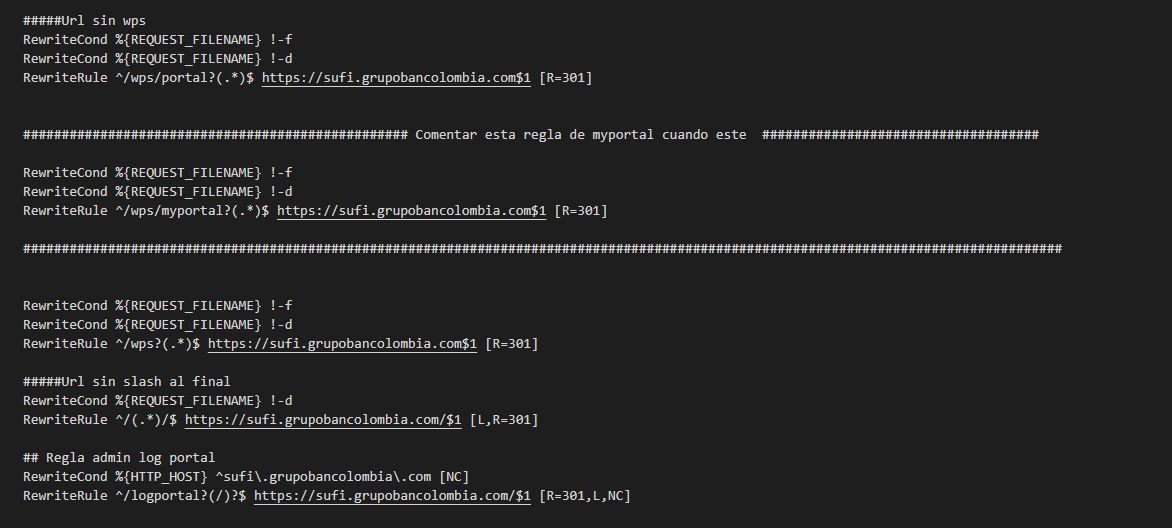 #####Url sin wps
RewriteCond %{REQUEST_FILENAME} !-f
RewriteCond %{REQUEST_FILENAME} !-d
RewriteRule ^/wps/portal?(.*)$ https://sufi.grupobancolombia.com$1 [R=301]
################################################## Comentar esta regla de myportal cuando este  ####################################
RewriteCond %{REQUEST_FILENAME} !-f
RewriteCond %{REQUEST_FILENAME} !-d
RewriteRule ^/wps/myportal?(.*)$ https://sufi.grupobancolombia.com$1 [R=301]
#######################################################################################################################################
RewriteCond %{REQUEST_FILENAME} !-f
RewriteCond %{REQUEST_FILENAME} !-d
RewriteRule ^/wps?(.*)$ https://sufi.grupobancolombia.com$1 [R=301]
#####Url sin slash al final
RewriteCond %{REQUEST_FILENAME} !-d
RewriteRule ^/(.*)/$ https://sufi.grupobancolombia.com/$1 [L,R=301]
## Regla admin log portal
RewriteCond %{HTTP_HOST} ^sufi\.grupobancolombia\.com [NC]
RewriteRule ^/logportal?(/)?$ https://sufi.grupobancolombia.com/$1 [R=301,L,NC]